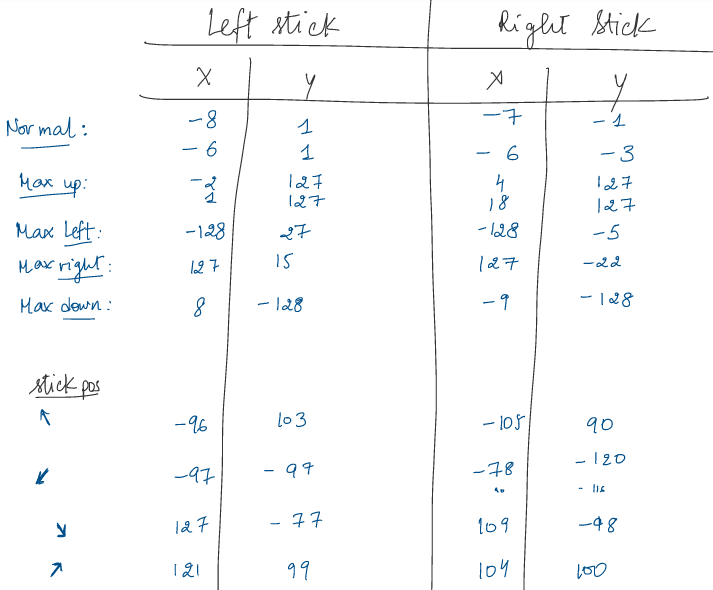 Left stick Right Stick
X y X y
Normal: -8 1 -7 -1
-6 1 -6 -3
Max up: -2 127 4 127
1 127 18 127
Max left: -128 27 -128 -5
Max right: 127 15 127 -22
Max down: 8 -128 -9 -128
stick pos
↖ -96 103 -105 90
↙ -97 -97 -78 -120
- 116
↘ 127 -77 109 -98
↗ 121 99 104 100